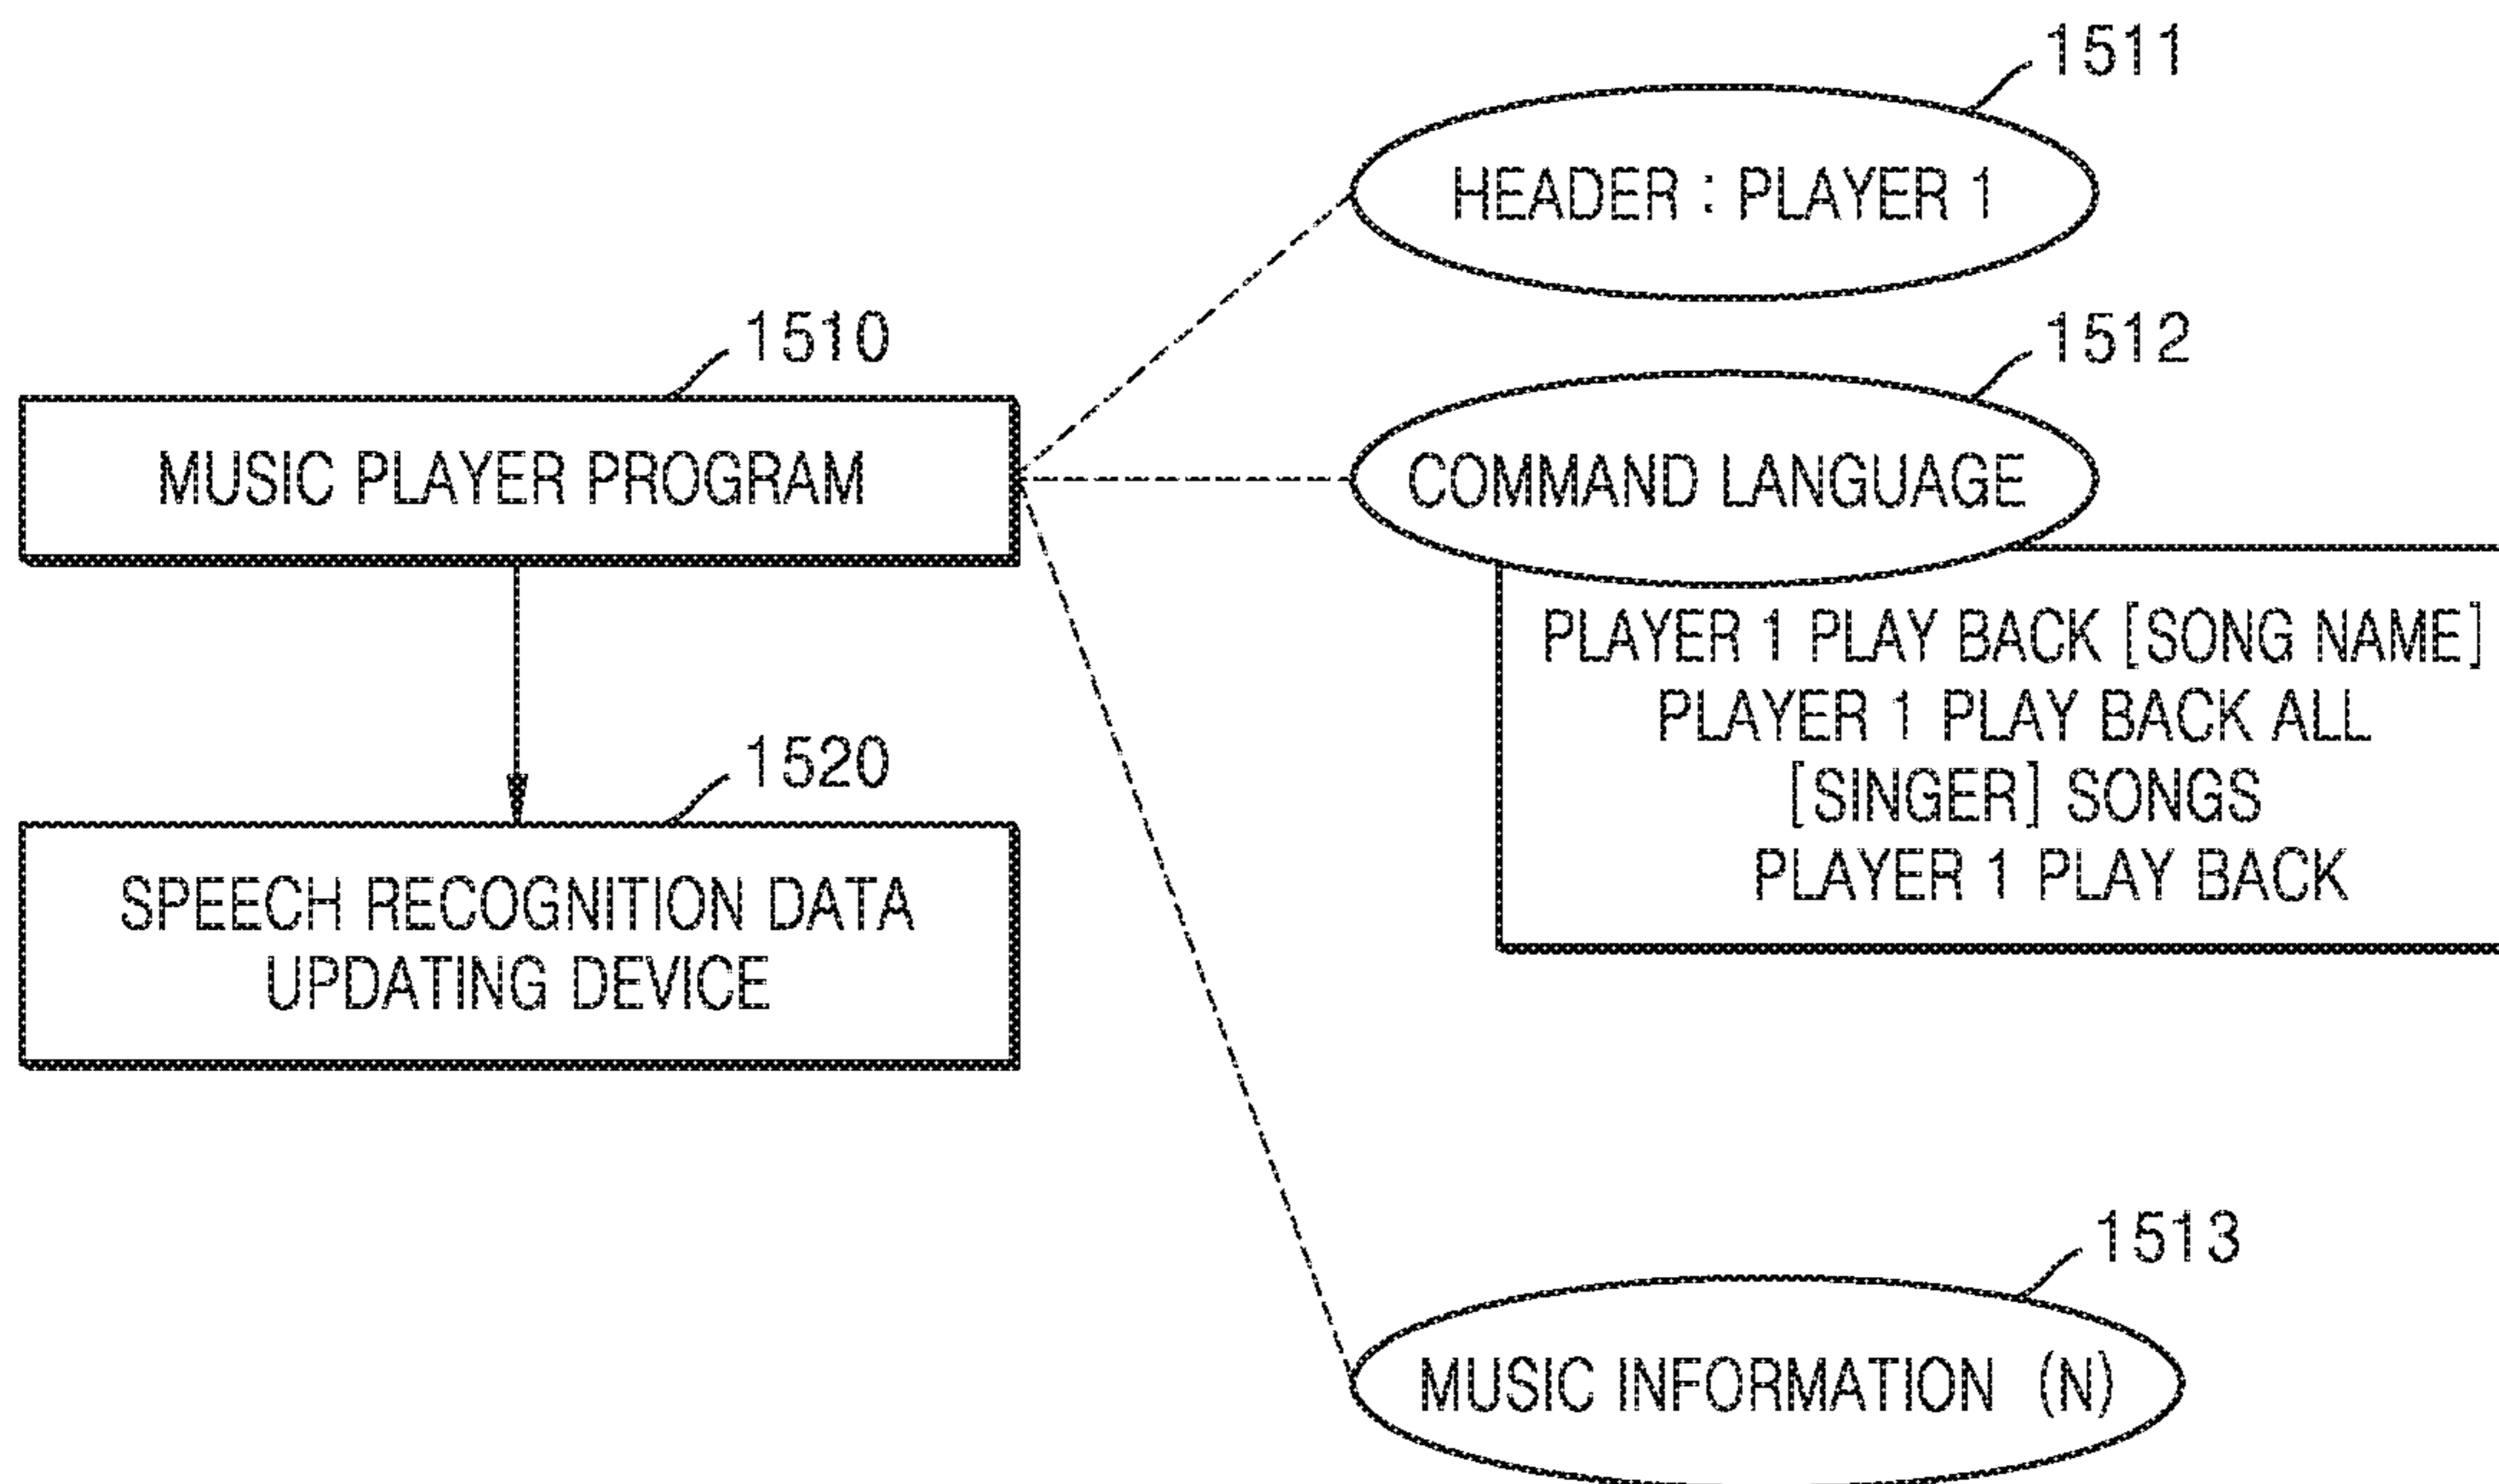 1511
HEADER : PLAYER 1
1510
1512
MUSIC PLAYER PROGRAM
COMMAND LANGUAGE
PLAYER 1 PLAY BACK [SONG NAME]
PLAYER 1 PLAY BACK ALL
[SINGER] SONGS
PLAYER 1 PLAY BACK
1520
SPEECH RECOGNITION DATA
UPDATING DEVICE
1513
MUSIC INFORMATION (N)